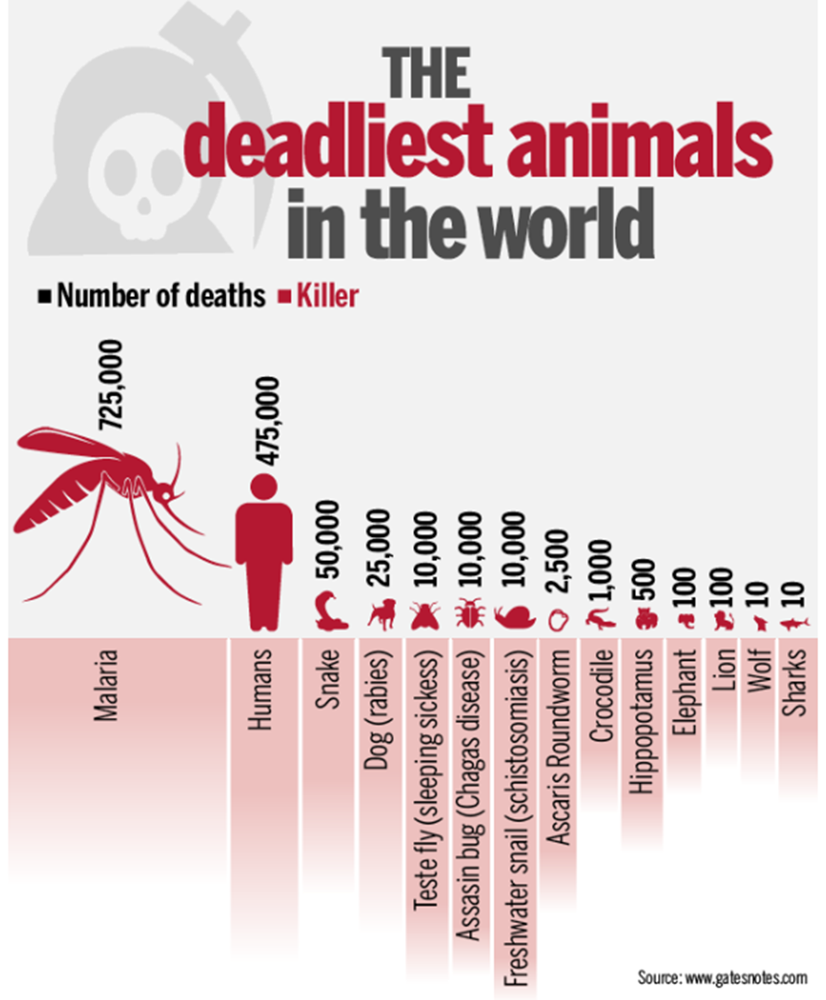 THE
deadliest animals
in the world
Number of deaths Killer
725,000
475,000
50,000
25,000
10,000
10,000
10,000
2,500
1,000
500
100
100
10
10
Malaria
Humans
Snake
Dog (rabies)
Teste fly (sleeping sickess)
Assasin bug (Chagas disease)
Freshwater snail (schistosomiasis)
Ascaris Roundworm
Crocodile
Hippopotamus
Elephant
Lion
Wolf
Sharks
Source: www.gatesnotes.com